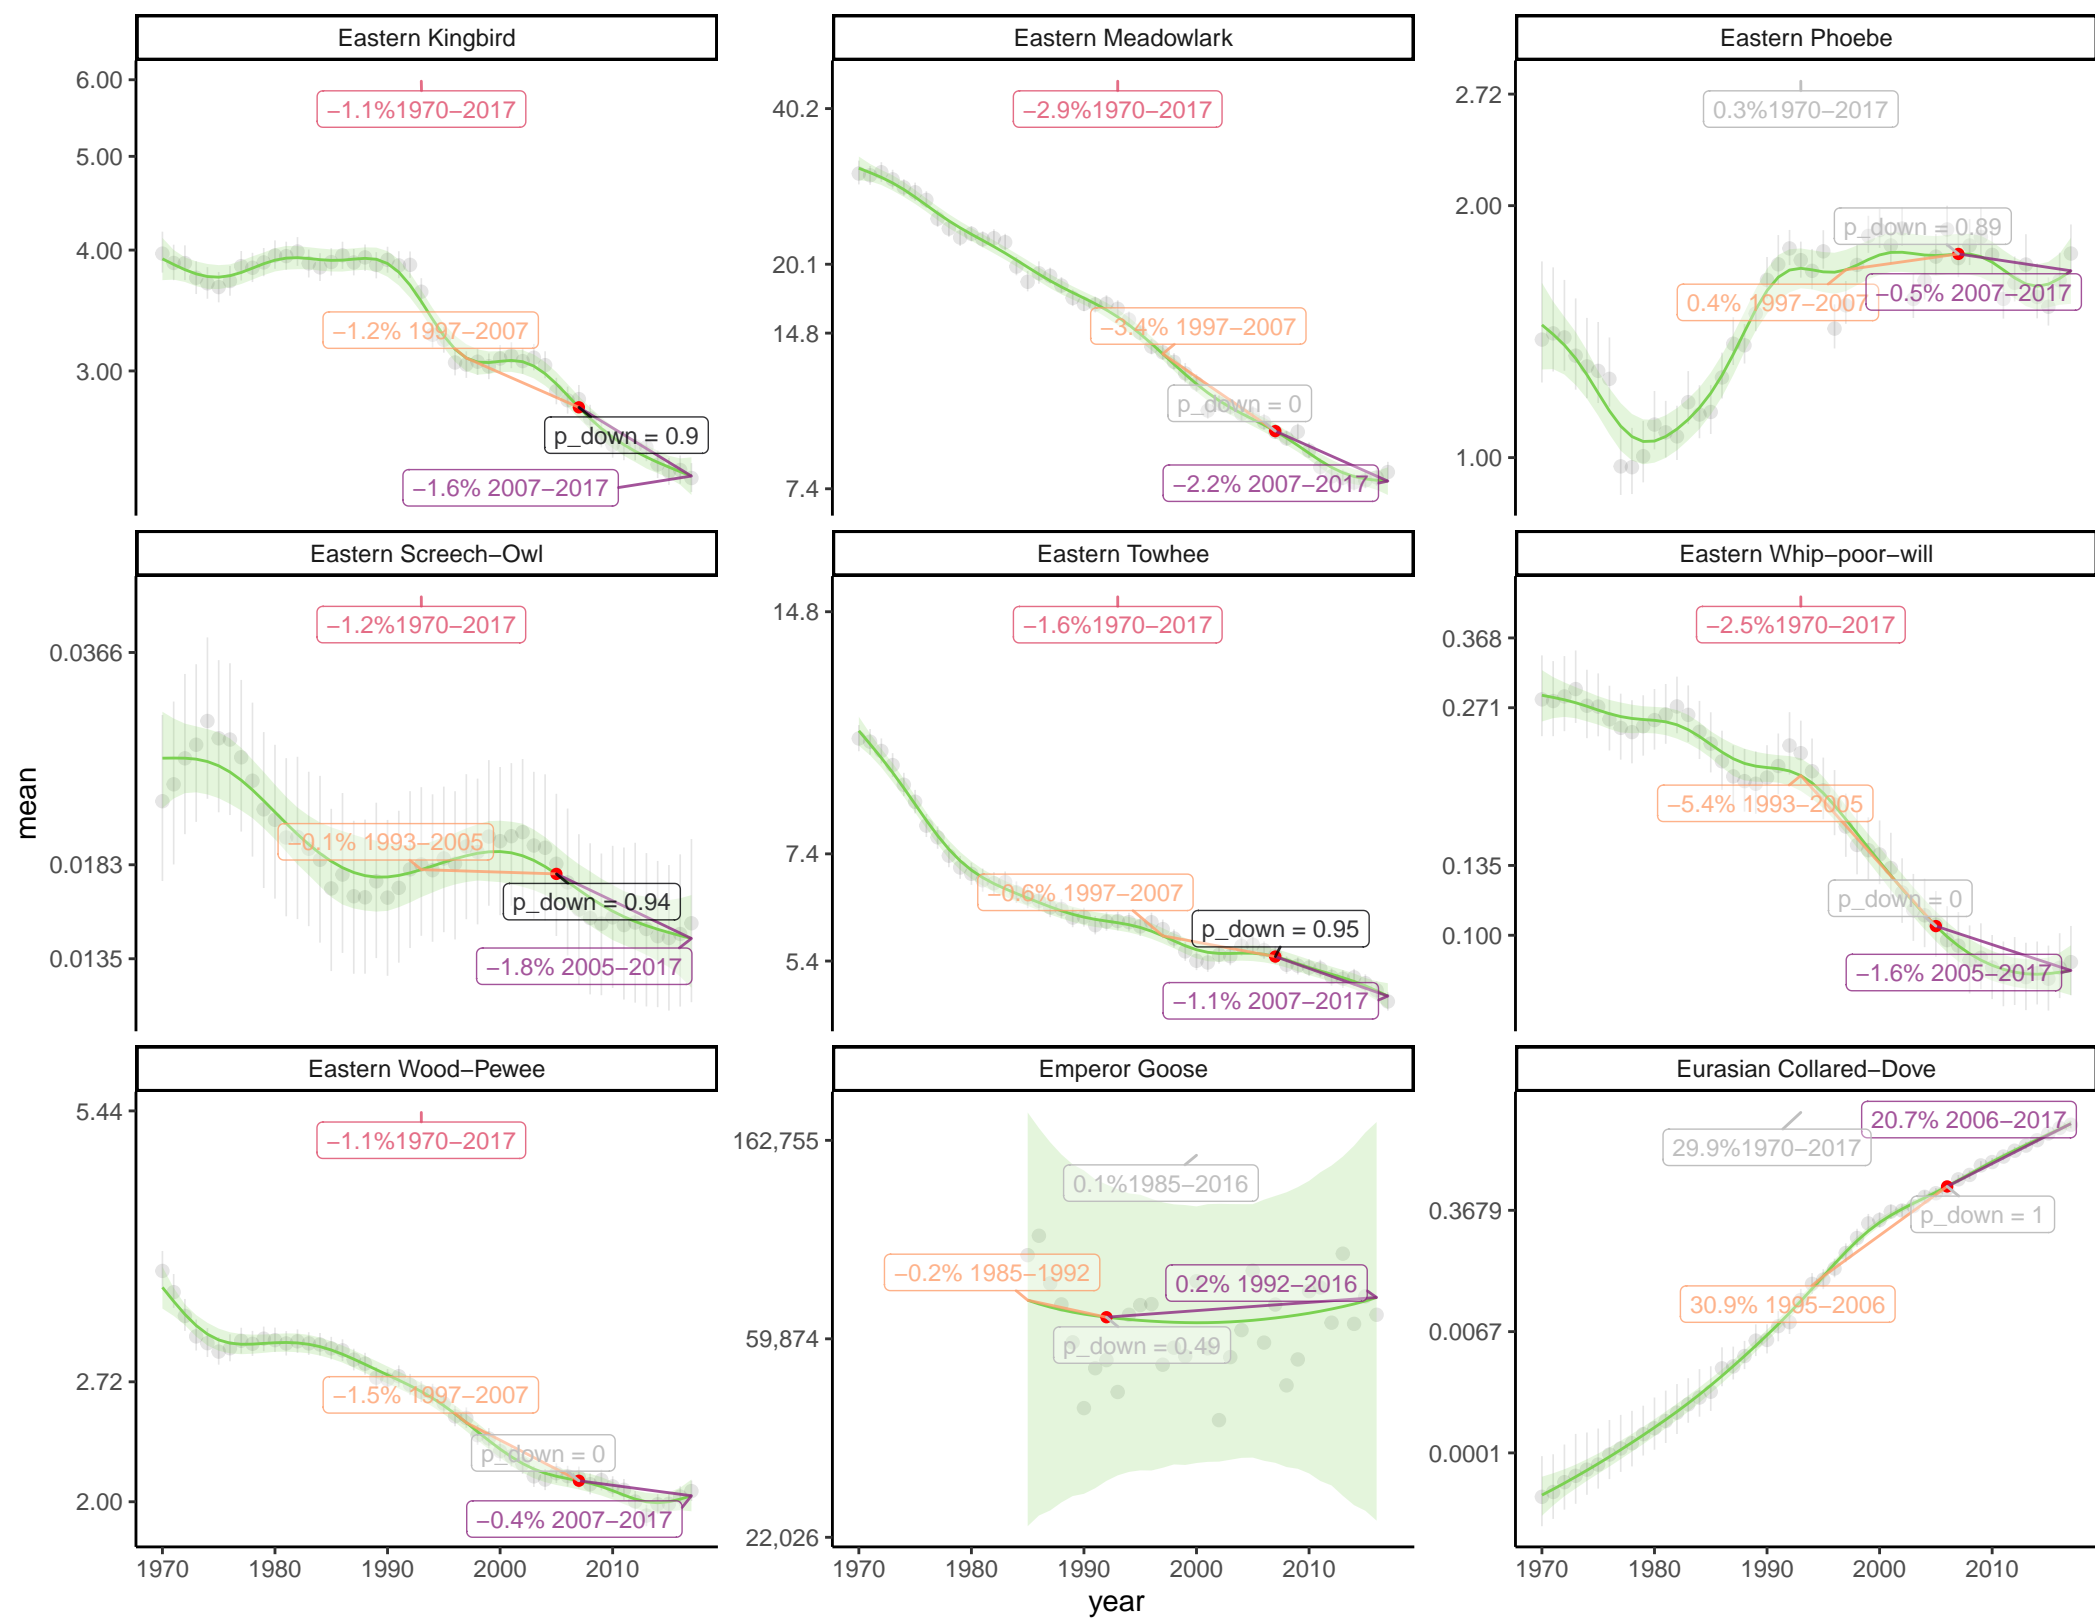 Eastern Kingbird
Eastern Meadowlark
Eastern Phoebe
6.00
5.00
4.00
3.00
−1.1%1970−2017
−1.2% 1997−2007
p_down = 0.9
−1.6% 2007−2017
40.2
20.1
14.8
7.4
−2.9%1970−2017
−3.4% 1997−2007
p_down = 0
−2.2% 2007−2017
2.72
2.00
1.00
0.3%1970−2017
p_down = 0.89
0.4% 1997−2007
−0.5% 2007−2017
Eastern Screech−Owl
Eastern Towhee
Eastern Whip−poor−will
mean
0.0366
0.0183
0.0135
−1.2%1970−2017
−0.1% 1993−2005
p_down = 0.94
−1.8% 2005−2017
14.8
7.4
5.4
−1.6%1970−2017
−0.6% 1997−2007
p_down = 0.95
−1.1% 2007−2017
0.368
0.271
0.135
0.100
−2.5%1970−2017
−5.4% 1993−2005
p_down = 0
−1.6% 2005−2017
Eastern Wood−Pewee
Emperor Goose
Eurasian Collared−Dove
5.44
2.72
2.00
−1.1%1970−2017
−1.5% 1997−2007
p_down = 0
−0.4% 2007−2017
162,755
59,874
22,026
0.1%1985−2016
−0.2% 1985−1992
0.2% 1992−2016
p_down = 0.49
0.3679
0.0067
0.0001
20.7% 2006−2017
29.9%1970−2017
p_down = 1
30.9% 1995−2006
1970 1980 1990 2000 2010
1970 1980 1990 2000 2010
1970 1980 1990 2000 2010
year